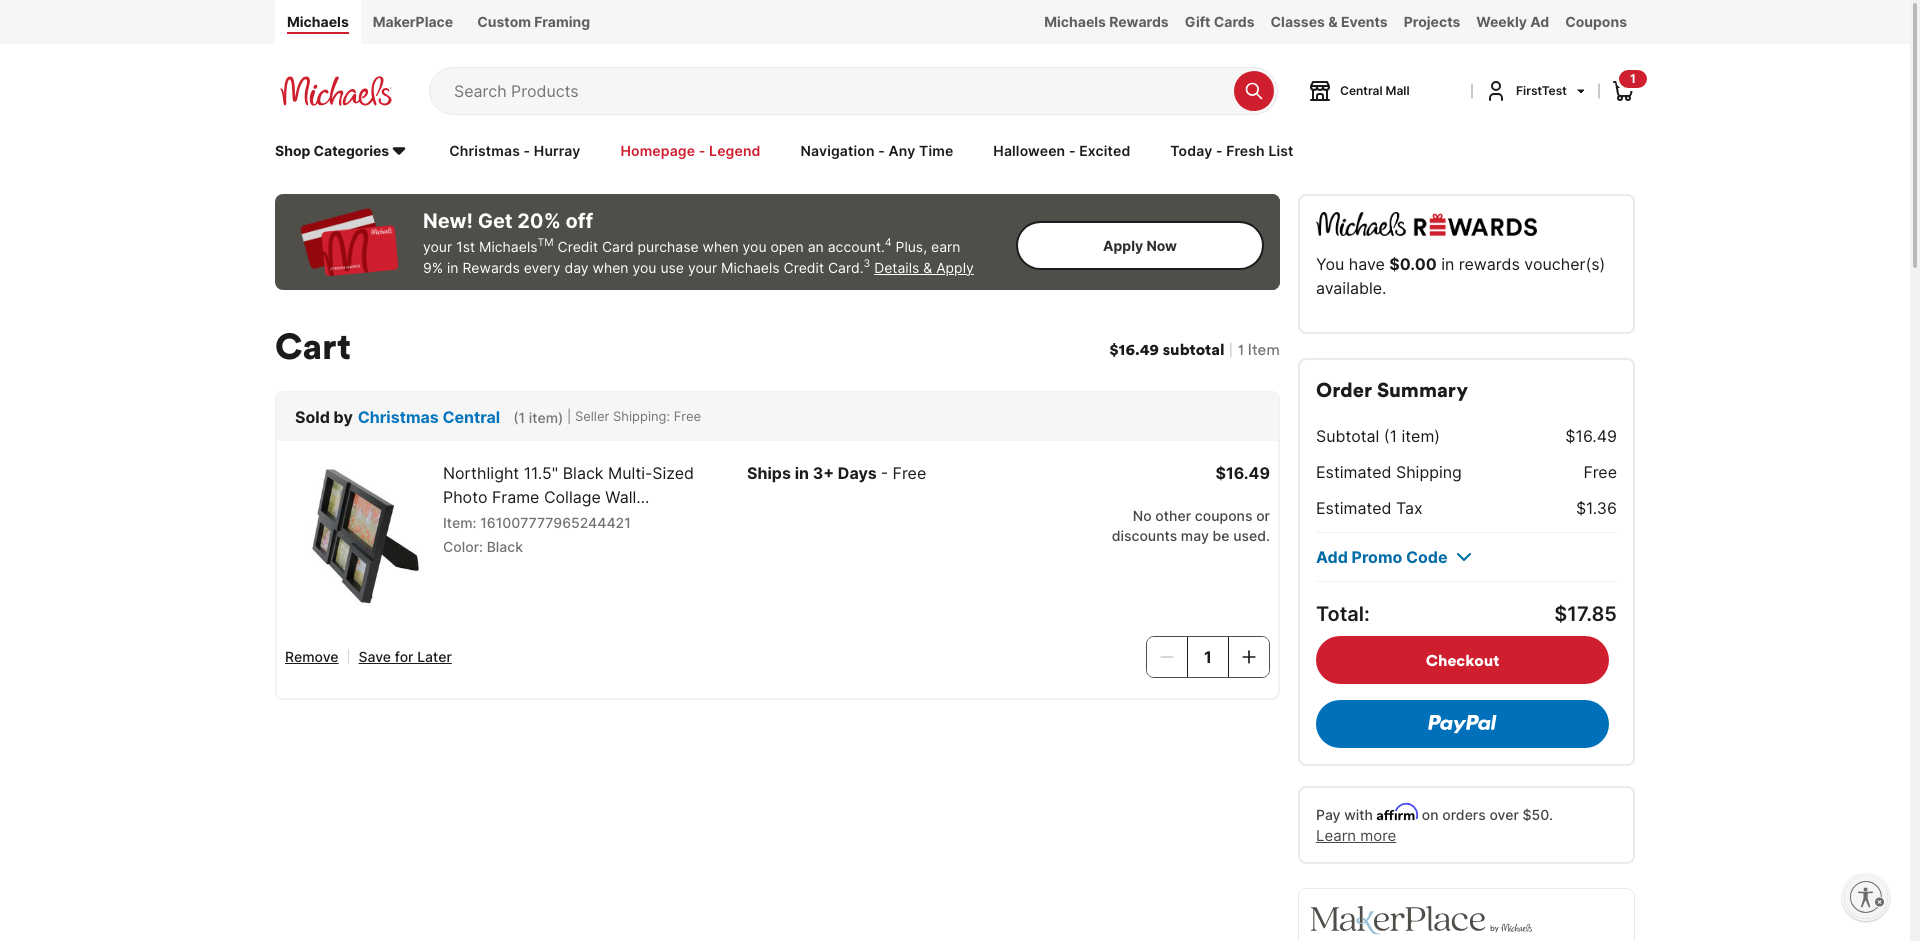 Michaels MakerPlace Custom Framing Michaels Rewards Gift Cards Classes & Events Projects Weekly Ad Coupons
Michaels Search Products Central Mall FirstTest 1
Shop Categories Christmas - Hurray Homepage - Legend Navigation - Any Time Halloween - Excited Today - Fresh List
New! Get 20% off
your 1st Michaels™ Credit Card purchase when you open an account.4 Plus, earn
9% in Rewards every day when you use your Michaels Credit Card.3 Details & Apply
Apply Now
Michaels REWARDS
You have $0.00 in rewards voucher(s)
available.
Cart
$16.49 subtotal | 1 Item
Sold by Christmas Central (1 item) | Seller Shipping: Free
Northlight 11.5" Black Multi-Sized
Photo Frame Collage Wall...
Item: 161007777965244421
Color: Black
Ships in 3+ Days - Free
$16.49
No other coupons or
discounts may be used.
Remove Save for Later
1
Order Summary
Subtotal (1 item) $16.49
Estimated Shipping Free
Estimated Tax $1.36
Add Promo Code
Total: $17.85
Checkout
PayPal
Pay with affirm on orders over $50.
Learn more
MakerPlace by Michaels